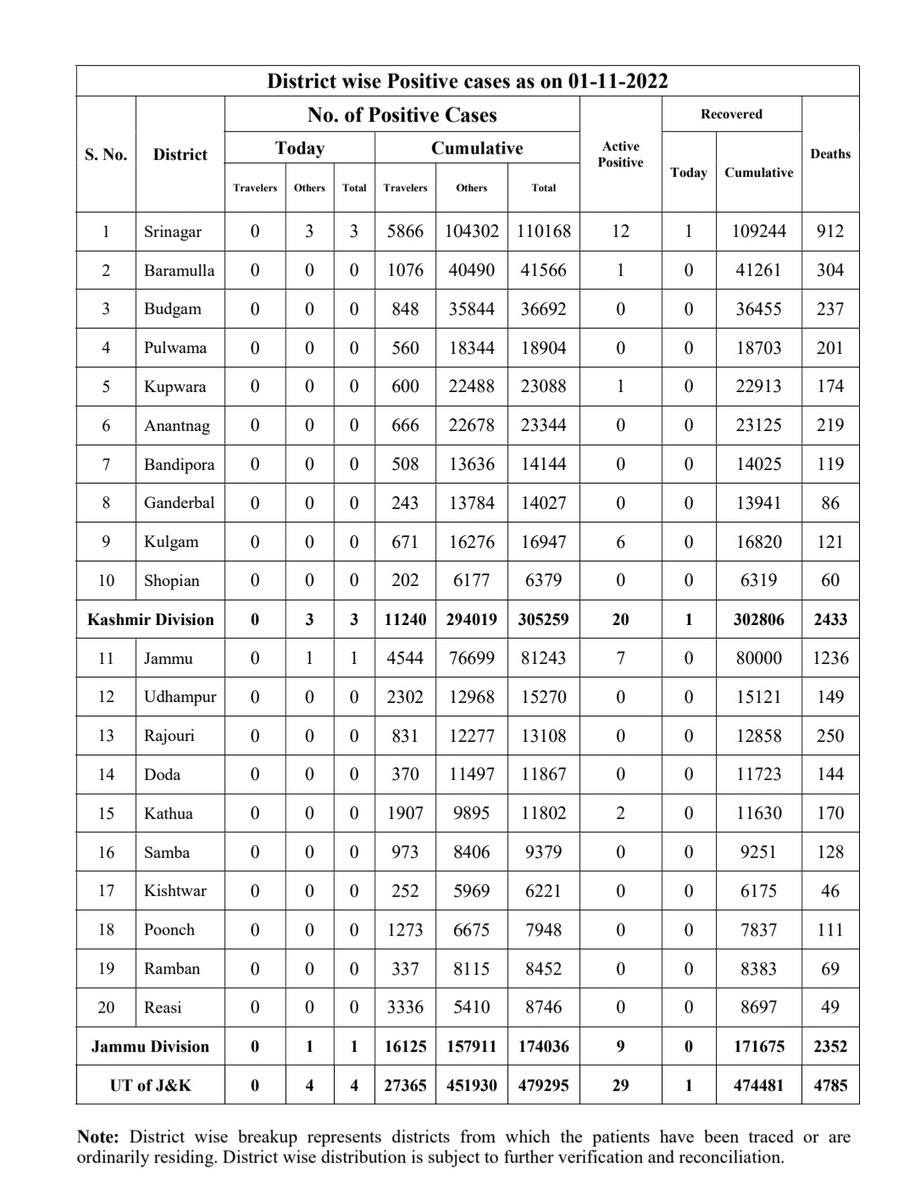 District wise Positive cases as on 01-11-2022
S. No. District No. of Positive Cases Active Positive Recovered Deaths
Today Cumulative Today Cumulative
Travelers Others Total Travelers Others Total
1 Srinagar 0 3 3 5866 104302 110168 12 1 109244 912
2 Baramulla 0 0 0 1076 40490 41566 1 0 41261 304
3 Budgam 0 0 0 848 35844 36692 0 0 36455 237
4 Pulwama 0 0 0 560 18344 18904 0 0 18703 201
5 Kupwara 0 0 0 600 22488 23088 1 0 22913 174
6 Anantnag 0 0 0 666 22678 23344 0 0 23125 219
7 Bandipora 0 0 0 508 13636 14144 0 0 14025 119
8 Ganderbal 0 0 0 243 13784 14027 0 0 13941 86
9 Kulgam 0 0 0 671 16276 16947 6 0 16820 121
10 Shopian 0 0 0 202 6177 6379 0 0 6319 60
Kashmir Division 0 3 3 11240 294019 305259 20 1 302806 2433
11 Jammu 0 1 1 4544 76699 81243 7 0 80000 1236
12 Udhampur 0 0 0 2302 12968 15270 0 0 15121 149
13 Rajouri 0 0 0 831 12277 13108 0 0 12858 250
14 Doda 0 0 0 370 11497 11867 0 0 11723 144
15 Kathua 0 0 0 1907 9895 11802 2 0 11630 170
16 Samba 0 0 0 973 8406 9379 0 0 9251 128
17 Kishtwar 0 0 0 252 5969 6221 0 0 6175 46
18 Poonch 0 0 0 1273 6675 7948 0 0 7837 111
19 Ramban 0 0 0 337 8115 8452 0 0 8383 69
20 Reasi 0 0 0 3336 5410 8746 0 0 8697 49
Jammu Division 0 1 1 16125 157911 174036 9 0 171675 2352
UT of J&K 0 4 4 27365 451930 479295 29 1 474481 4785
Note: District wise breakup represents districts from which the patients have been traced or are
ordinarily residing. District wise distribution is subject to further verification and reconciliation.